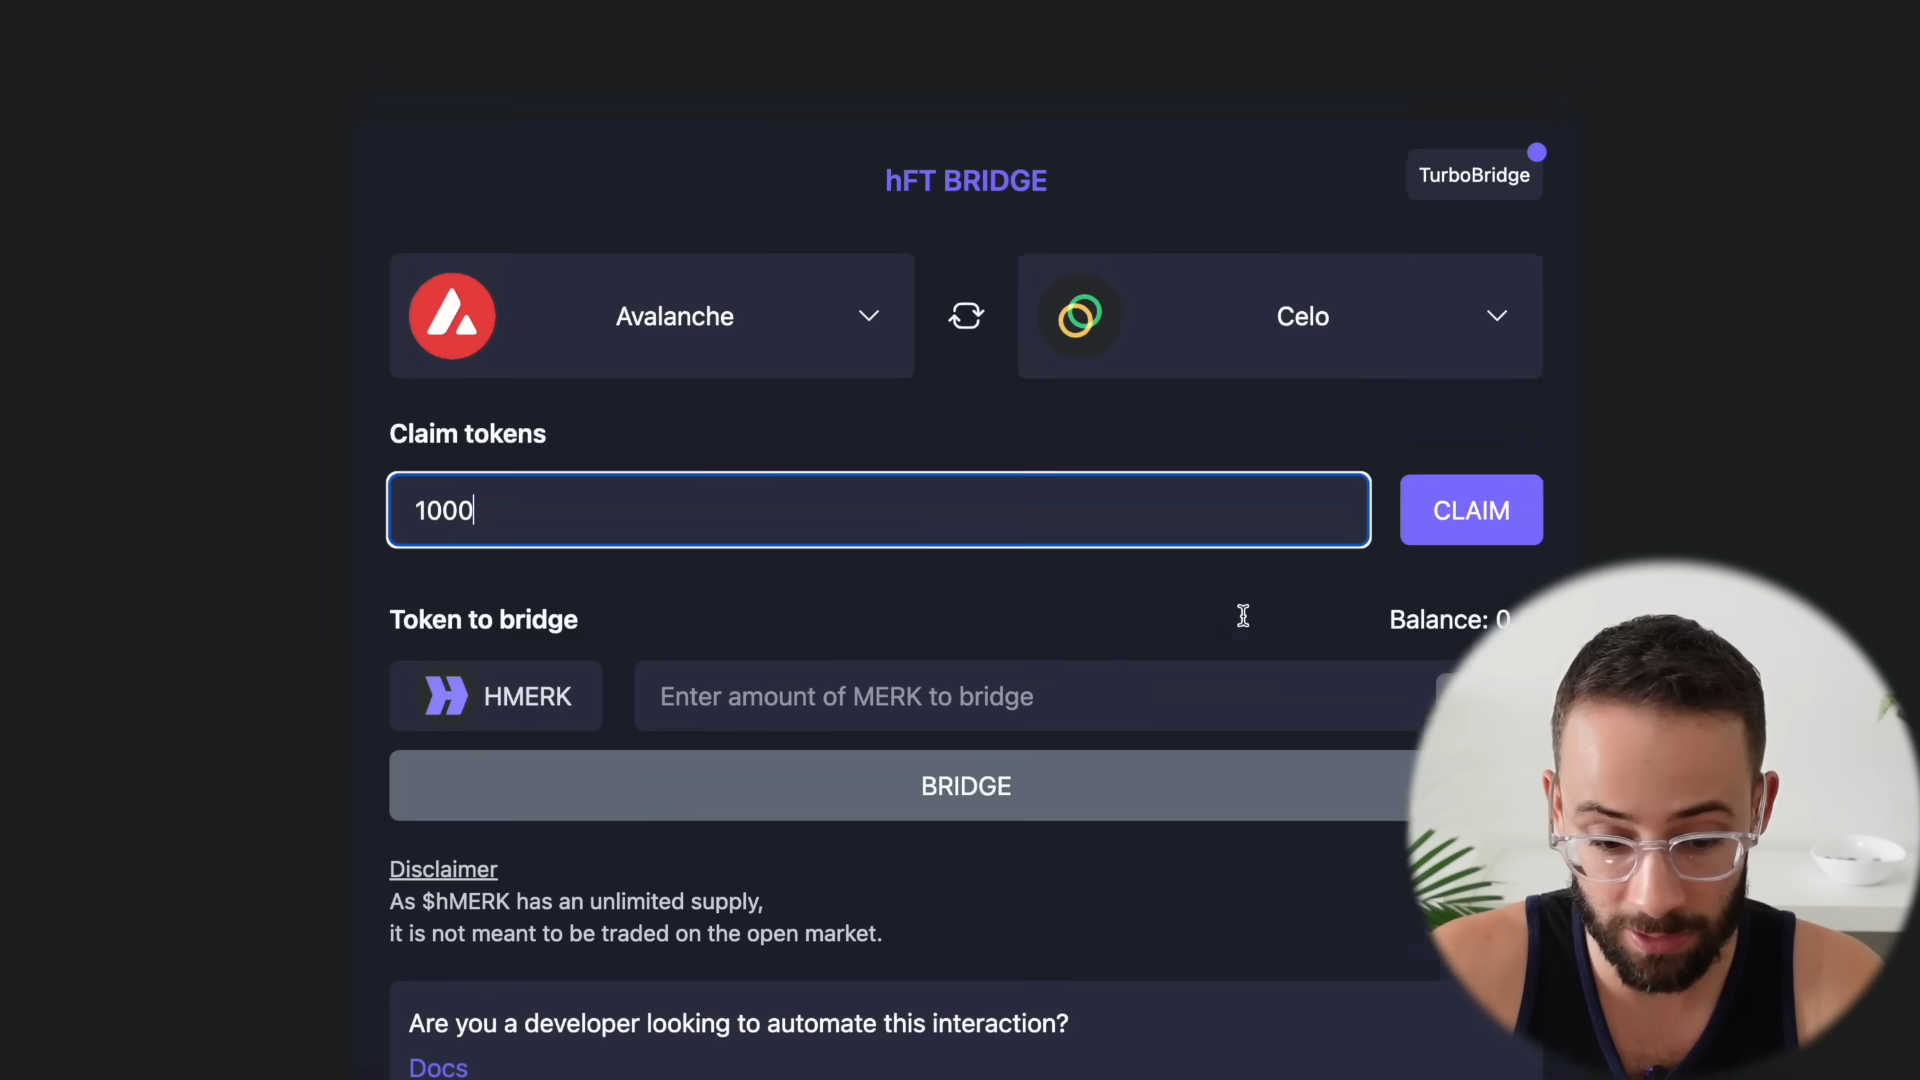 hFT BRIDGE
TurboBridge
Avalanche
Celo
Claim tokens
1000
CLAIM
Token to bridge
Balance: 0
HMERK
Enter amount of MERK to bridge
BRIDGE
Disclaimer
As $hMERK has an unlimited supply,
it is not meant to be traded on the open market.
Are you a developer looking to automate this interaction?
Docs